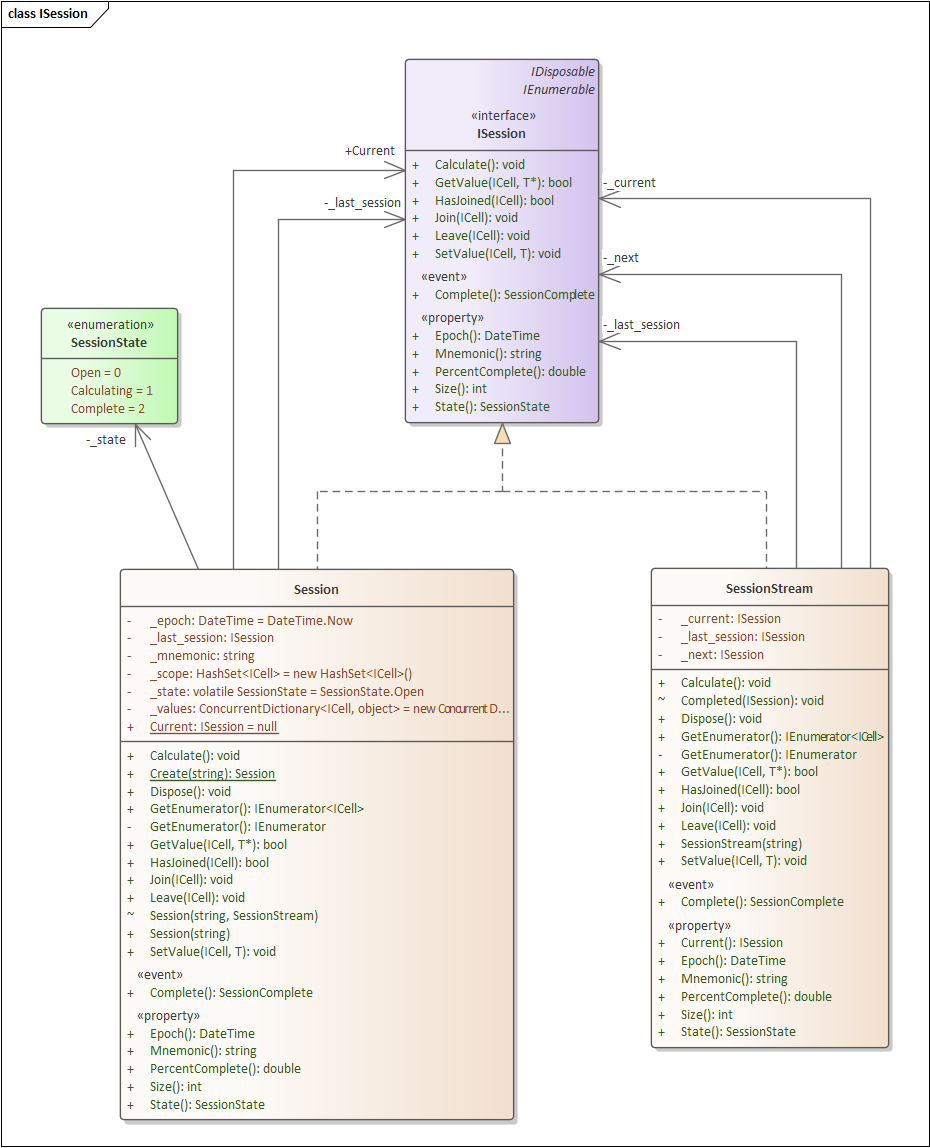 class ISession
IDisposable
IEnumerable
«interface»
ISession
+ Calculate(): void
+ GetValue(ICell, T*): bool
+ HasJoined(ICell): bool
+ Join(ICell): void
+ Leave(ICell): void
+ SetValue(ICell, T): void
«event»
+ Complete(): SessionComplete
«property»
+ Epoch(): DateTime
+ Mnemonic(): string
+ PercentComplete(): double
+ Size(): int
+ State(): SessionState
+Current
-_last_session
-_current
-_next
-_last_session
«enumeration»
SessionState
Open = 0
Calculating = 1
Complete = 2
-_state
Session
- _epoch: DateTime = DateTime.Now
- _last_session: ISession
- _mnemonic: string
- _scope: HashSet<ICell> = new HashSet<ICell>()
- _state: volatile SessionState = SessionState.Open
- _values: ConcurrentDictionary<ICell, object> = new Concurrent D...
+ Current: ISession = null
+ Calculate(): void
+ Create(string): Session
+ Dispose(): void
+ GetEnumerator(): IEnumerator<ICell>
- GetEnumerator(): IEnumerator
+ GetValue(ICell, T*): bool
+ HasJoined(ICell): bool
+ Join(ICell): void
+ Leave(ICell): void
~ Session(string, SessionStream)
+ Session(string)
+ SetValue(ICell, T): void
«event»
+ Complete(): SessionComplete
«property»
+ Epoch(): DateTime
+ Mnemonic(): string
+ PercentComplete(): double
+ Size(): int
+ State(): SessionState
SessionStream
- _current: ISession
- _last_session: ISession
- _next: ISession
+ Calculate(): void
~ Completed(ISession): void
+ Dispose(): void
+ GetEnumerator(): IEnumerator<ICell>
- GetEnumerator(): IEnumerator
+ GetValue(ICell, T*): bool
+ HasJoined(ICell): bool
+ Join(ICell): void
+ Leave(ICell): void
+ SessionStream(string)
+ SetValue(ICell, T): void
«event»
+ Complete(): SessionComplete
«property»
+ Current(): ISession
+ Epoch(): DateTime
+ Mnemonic(): string
+ PercentComplete(): double
+ Size(): int
+ State(): SessionState